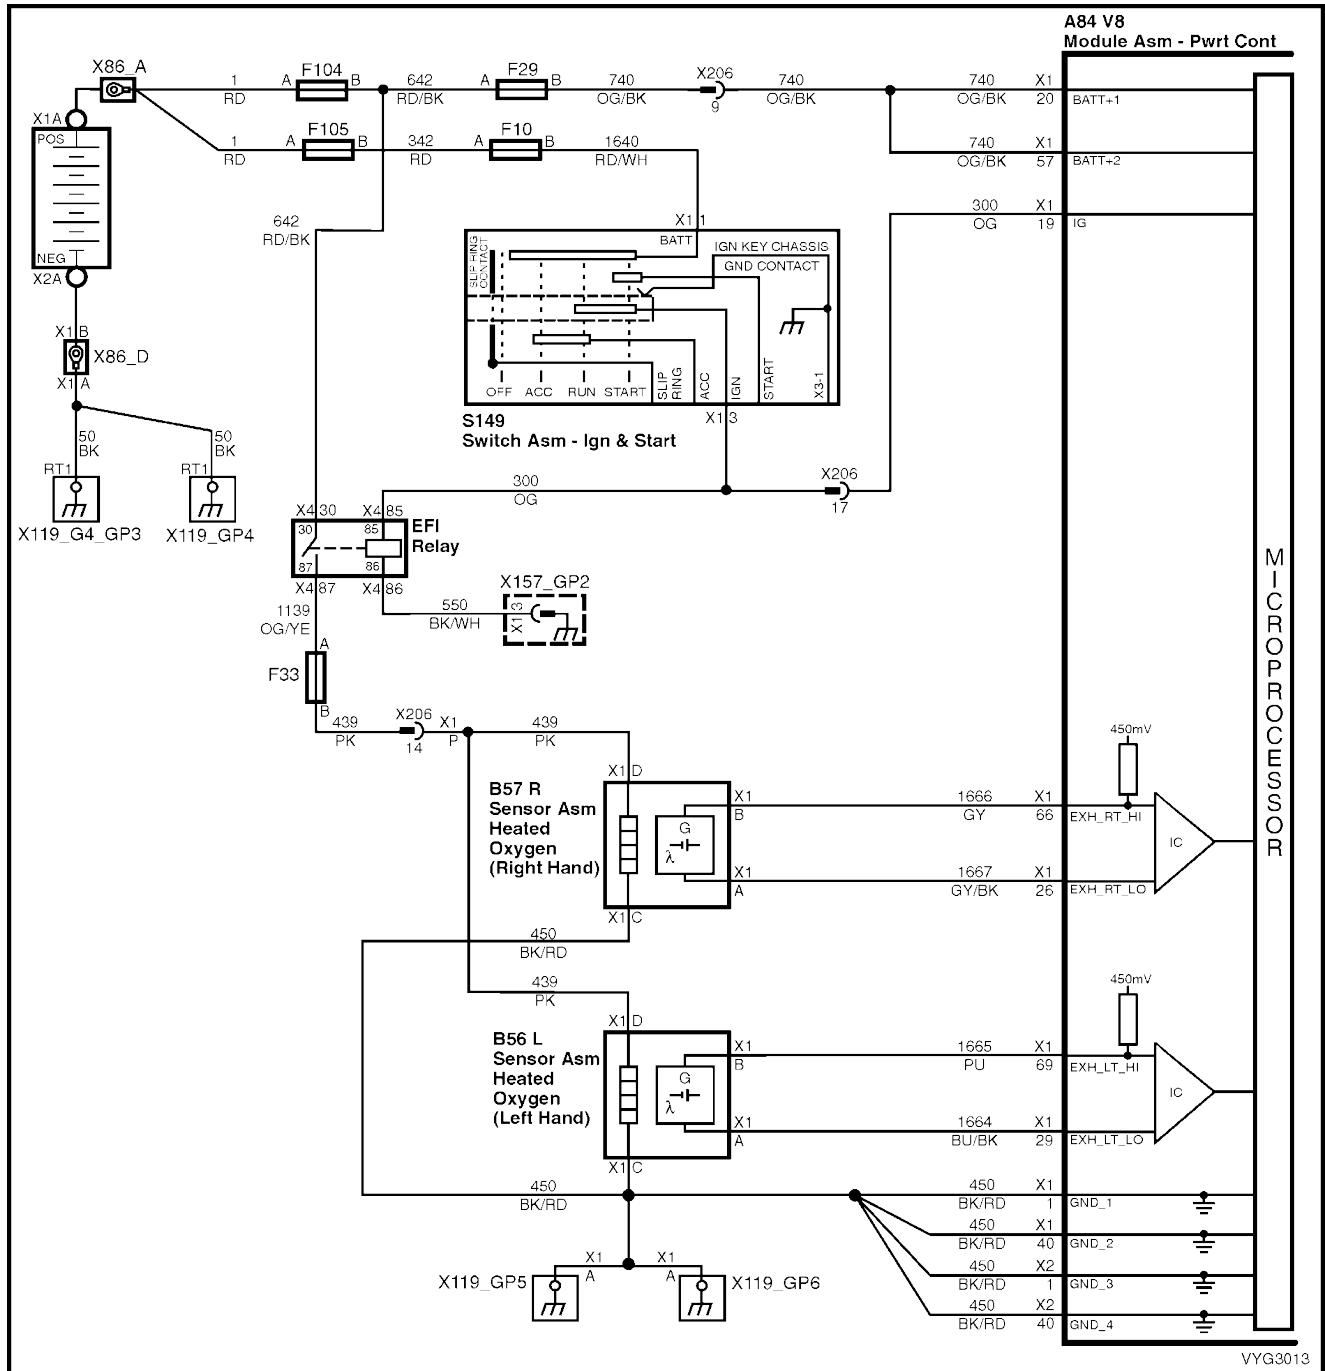 A84 V8
Module Asm - Pwrt Cont
X86_A
1
RD
A
F104
B
642
RD/BK
A
F29
B
740
OG/BK
X206
9
740
OG/BK
740
OG/BK
X1
20
BATT+1
X1A
POS
NEG
X2A
1
RD
A
F105
B
342
RD
A
F10
B
1640
RD/WH
740
OG/BK
X1
57
BATT+2
642
RD/BK
300
OG
X1
19
IG
X1 1
BATT
SLIP RING
CONTACT
IGN KEY CHASSIS
GND CONTACT
OFF
ACC
RUN
START
SLIP
RING
ACC
IGN
START
X3-1
X1 3
S149
Switch Asm - Ign & Start
X1 B
X86_D
X1 A
50
BK
50
BK
RT1
RT1
X119_G4_GP3
X119_GP4
300
OG
X206
17
X4 30
X4 85
30
85
87
86
EFI
Relay
X4 87
X4 86
1139
OG/YE
550
BK/WH
X157_GP2
X1 3
A
F33
B
439
PK
X206
14
X1
P
439
PK
X1 D
B57 R
Sensor Asm
Heated
Oxygen
(Right Hand)
G
λ
X1
B
X1
A
X1 C
1666
GY
X1
66
EXH_RT_HI
450mV
IC
1667
GY/BK
X1
26
EXH_RT_LO
MICROPROCESSOR
450
BK/RD
439
PK
X1 D
B56 L
Sensor Asm
Heated
Oxygen
(Left Hand)
G
λ
X1
B
X1
A
X1 C
1665
PU
X1
69
EXH_LT_HI
450mV
IC
1664
BU/BK
X1
29
EXH_LT_LO
450
BK/RD
450
BK/RD
X1
1
GND_1
450
BK/RD
X1
40
GND_2
450
BK/RD
X2
1
GND_3
450
BK/RD
X2
40
GND_4
X1
A
X1
A
X119_GP5
X119_GP6
VYG3013